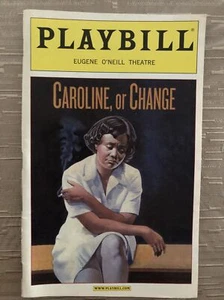 PLAYBILL
EUGENE O'NEILL THEATRE
CAROLINE, OR CHANGE
WWW.PLAYBILL.COM